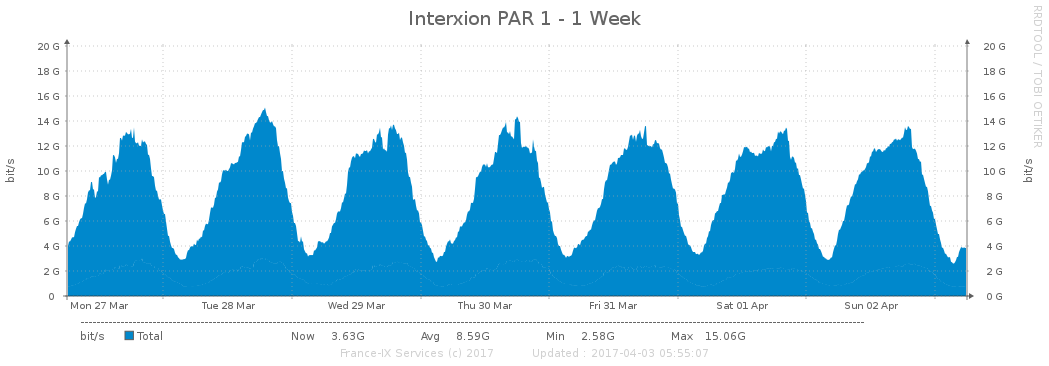 Interxion PAR 1 - 1 Week
RRDTOOL / TOBI OETIKER
bit/s
20 G 20 G
18 G 18 G
16 G 16 G
14 G 14 G
12 G 12 G
10 G 10 G
8 G 8 G
6 G 6 G
4 G 4 G
2 G 2 G
0 0 G
bit/s
Mon 27 Mar Tue 28 Mar Wed 29 Mar Thu 30 Mar Fri 31 Mar Sat 01 Apr Sun 02 Apr
bit/s Total Now 3.63G Avg 8.59G Min 2.58G Max 15.06G
France-IX Services (c) 2017 Updated : 2017-04-03 05:55:07